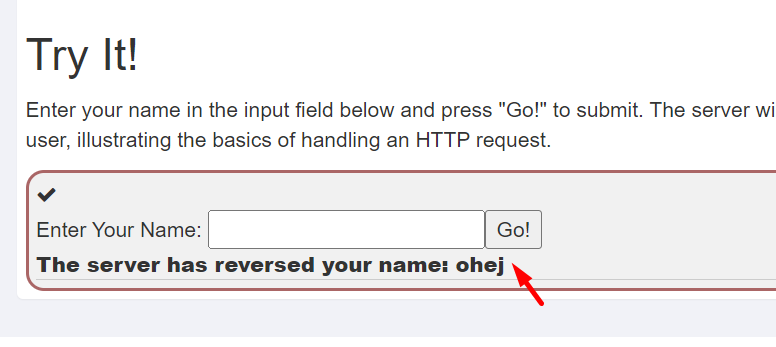 Try It!
Enter your name in the input field below and press "Go!" to submit. The server wi
user, illustrating the basics of handling an HTTP request.
Enter Your Name: Go!
The server has reversed your name: ohej